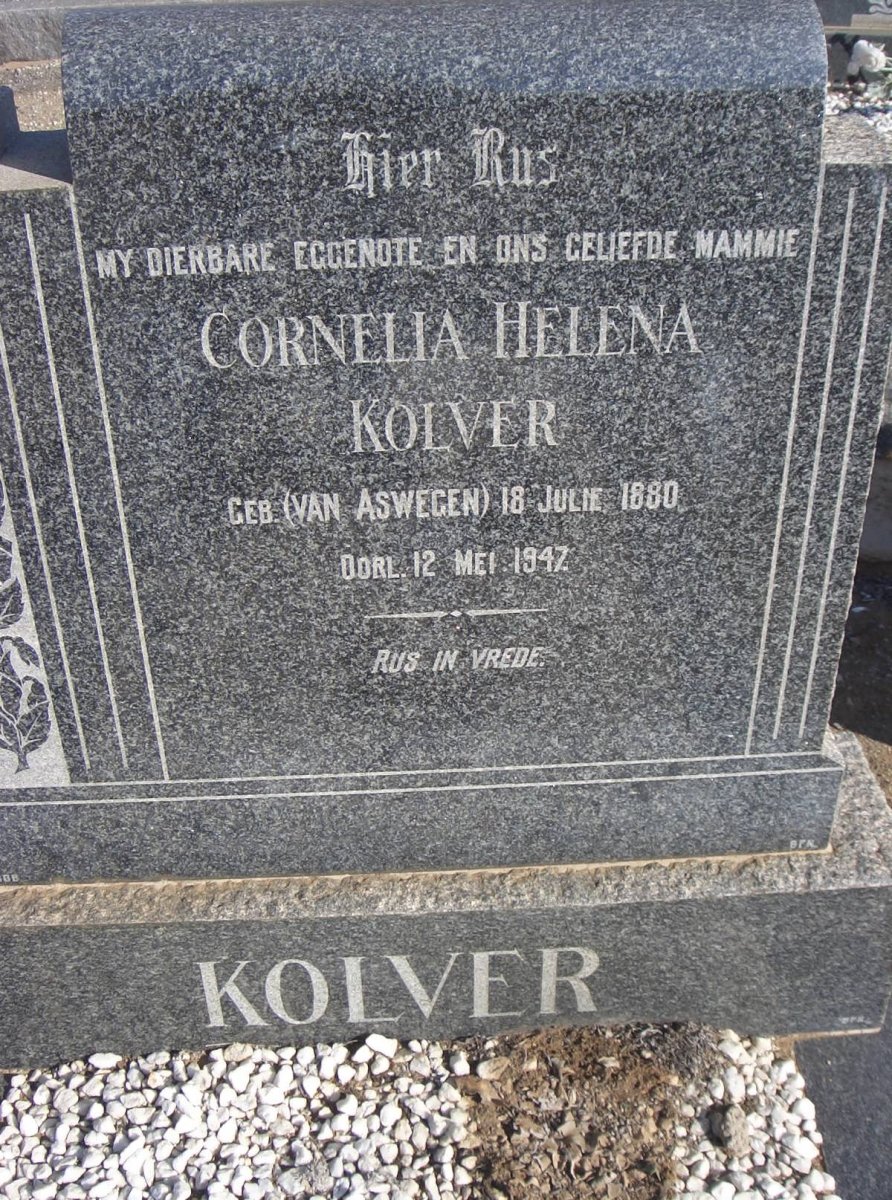 Hier Rus
MY DIERBARE EGGENOTE EN ONS GELIEFDE MAMMIE
CORNELIA HELENA
KOLVER
GEB. (VAN ASWEGEN) 18 JULIE 1880
OORL. 12 MEI 1947.
RUS IN VREDE.
KOLVER